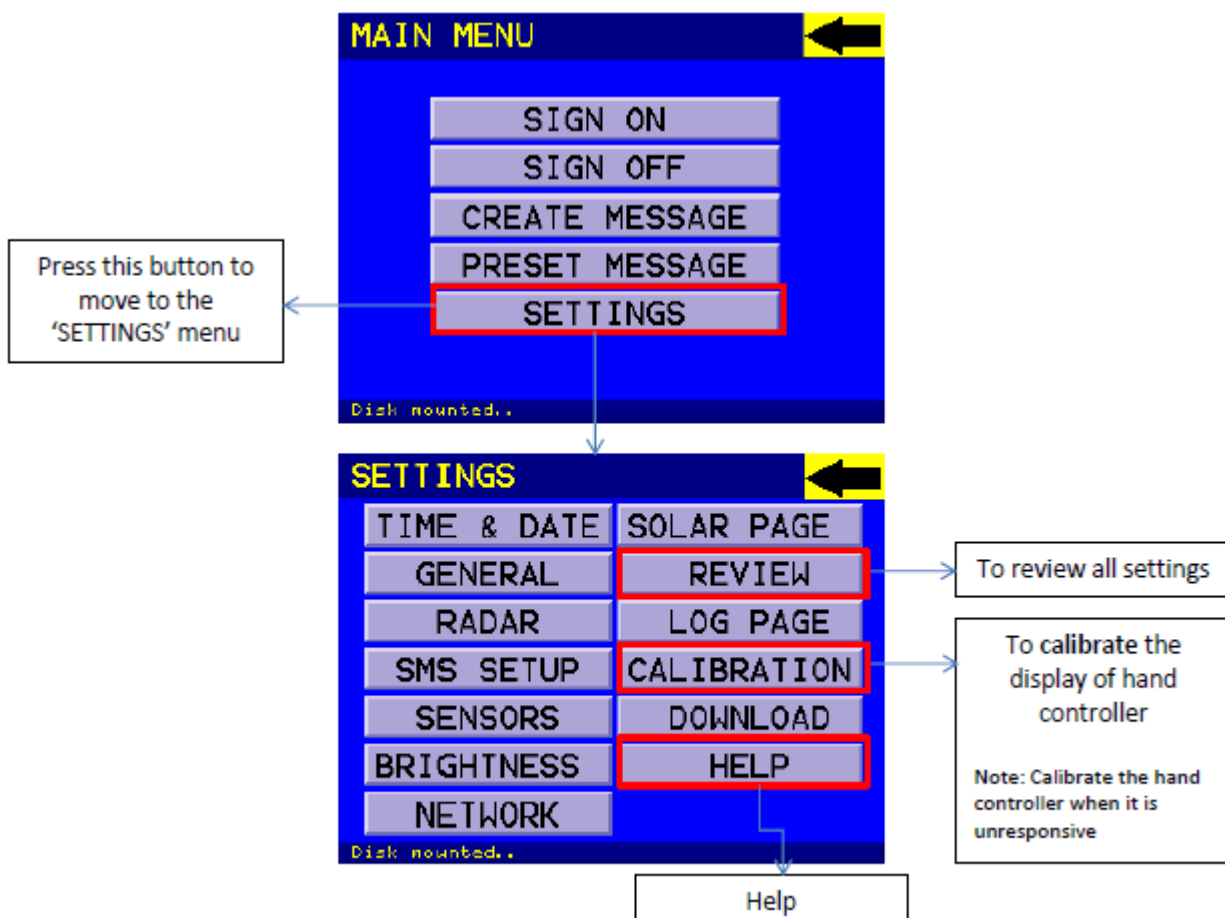 MAIN MENU
SIGN ON
SIGN OFF
CREATE MESSAGE
PRESET MESSAGE
SETTINGS
Disk mounted..
Press this button to
move to the
‘SETTINGS’ menu
SETTINGS
TIME & DATE
SOLAR PAGE
GENERAL
REVIEW
RADAR
LOG PAGE
SMS SETUP
CALIBRATION
SENSORS
DOWNLOAD
BRIGHTNESS
HELP
NETWORK
Disk mounted..
To review all settings
To calibrate the
display of hand
controller
Note: Calibrate the hand
controller when it is
unresponsive
Help